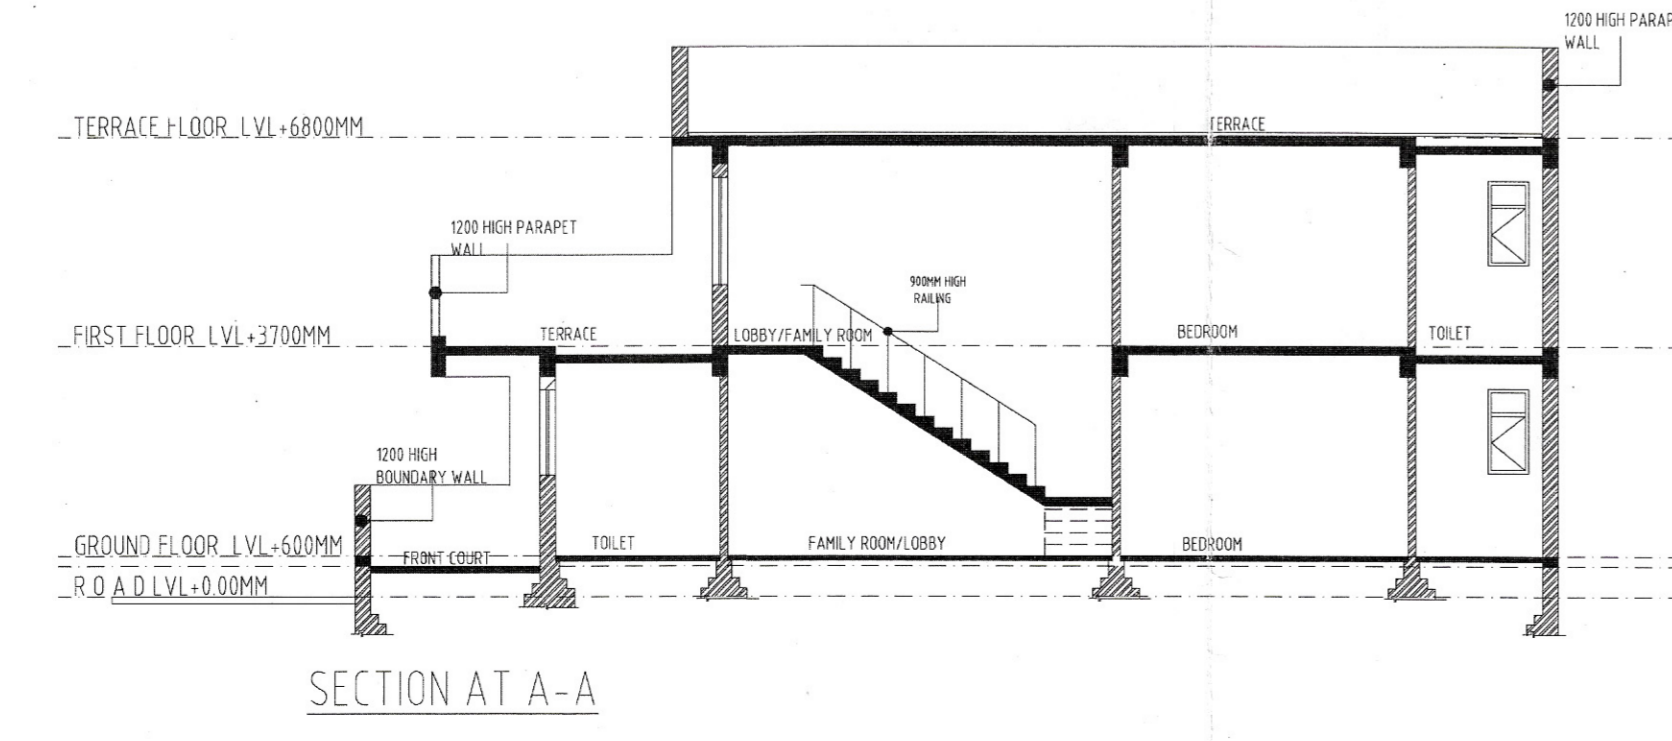 1200 HIGH PARAP
WALL
TERRACE FLOOR LVL+6800MM
TERRACE
1200 HIGH PARAPET
WALL
900MM HIGH
RAILING
FIRST FLOOR LVL+3700MM
TERRACE
LOBBY/FAMILY ROOM
BEDROOM
TOILET
1200 HIGH
BOUNDARY WALL
GROUND FLOOR LVL+600MM
FRONT COURT
TOILET
FAMILY ROOM/LOBBY
BEDROOM
R O A D LVL+0.00MM
SECTION AT A-A